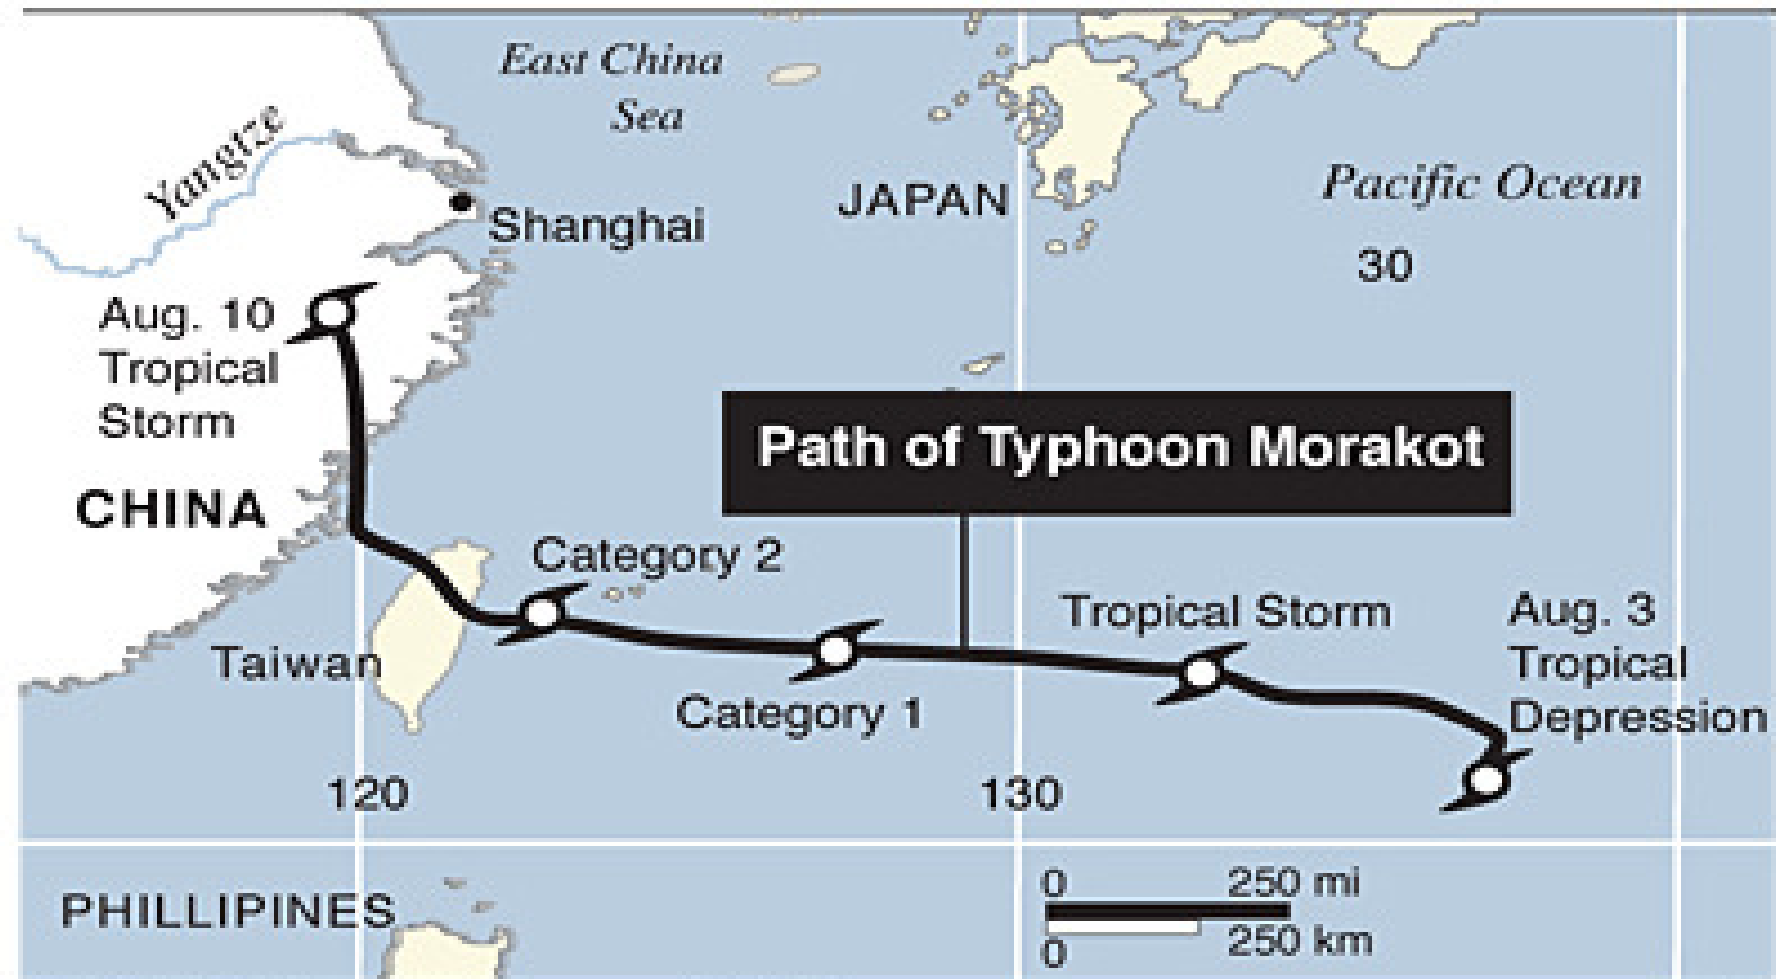 East China
Sea
Yangtze
Shanghai
JAPAN
Pacific Ocean
30
Aug. 10
Tropical
Storm
CHINA
Path of Typhoon Morakot
Category 2
Taiwan
Category 1
Tropical Storm
Aug. 3
Tropical
Depression
120
130
PHILLIPINES
0 250 mi
0 250 km